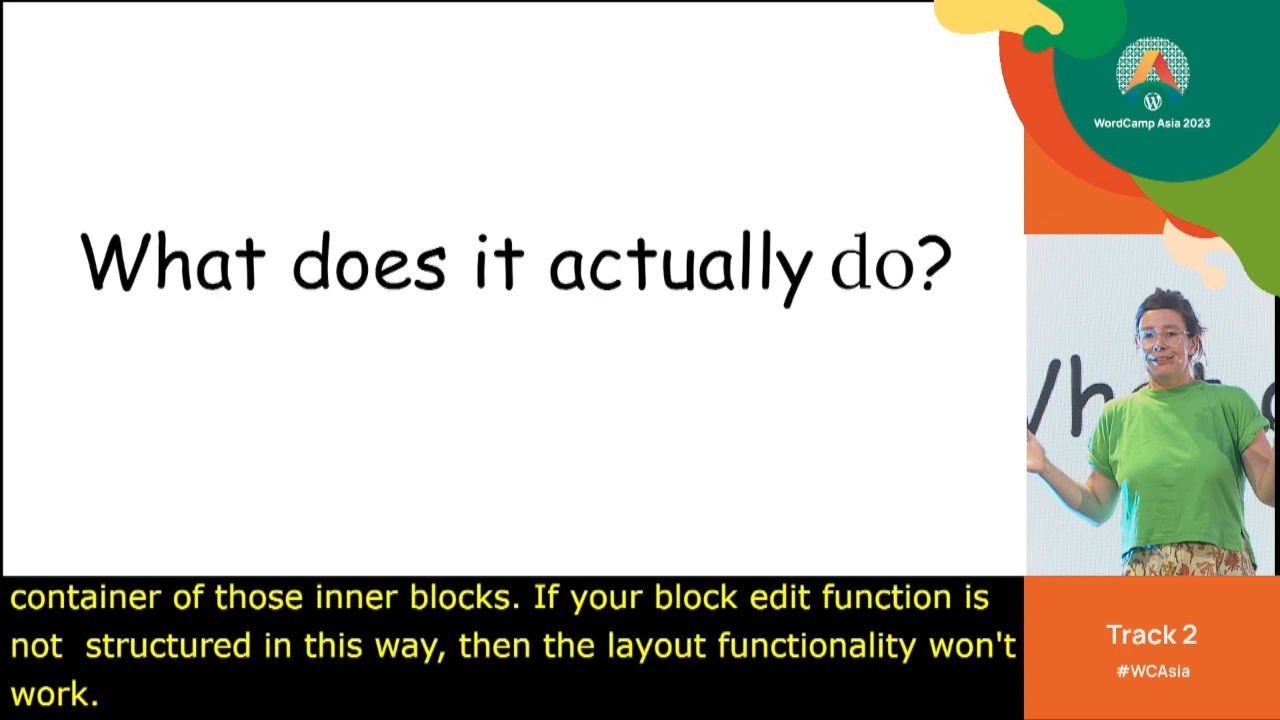 What does it actually do?
WordCamp Asia 2023
container of those inner blocks. If your block edit function is
not structured in this way, then the layout functionality won't
work.
Track 2
#WCAsia